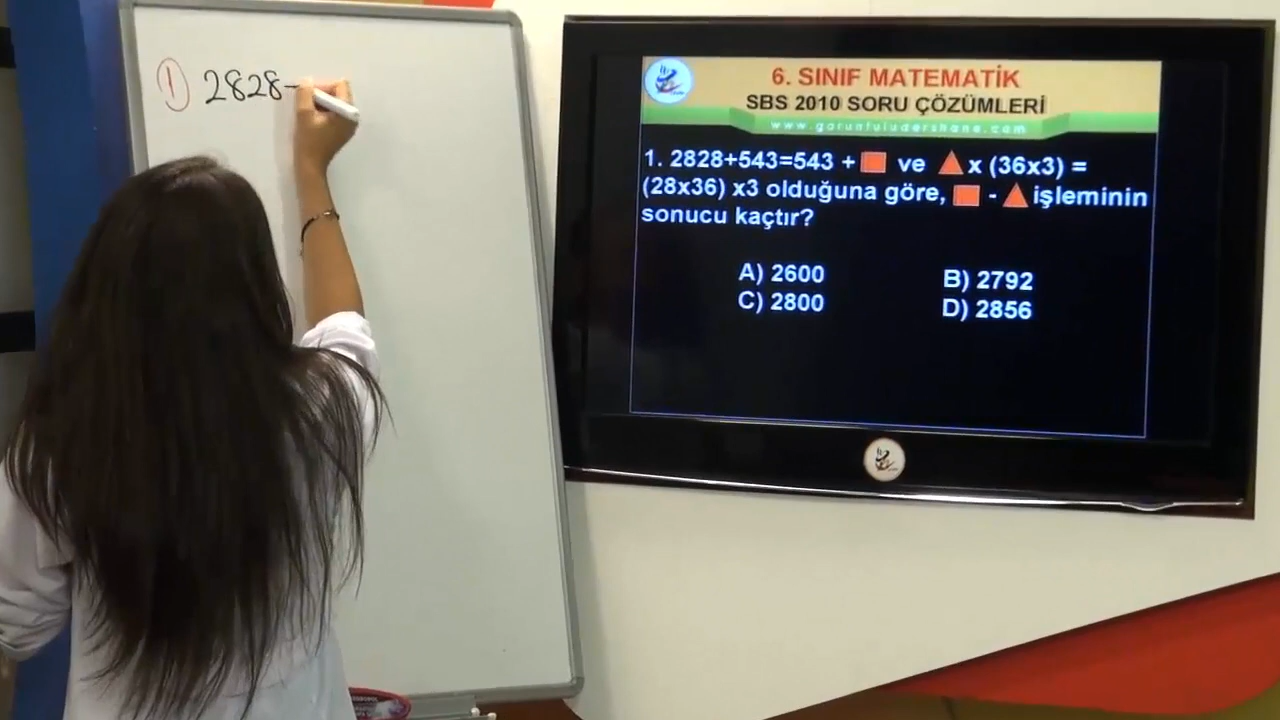 ① 2828-
6. SINIF MATEMATİK
SBS 2010 SORU ÇÖZÜMLERİ
www.goruntuludershane.com
1. 2828+543=543 + 🟧 ve 🔺 x (36x3) =
(28x36) x3 olduğuna göre, 🟧 - 🔺 işleminin
sonucu kaçtır?
A) 2600
B) 2792
C) 2800
D) 2856